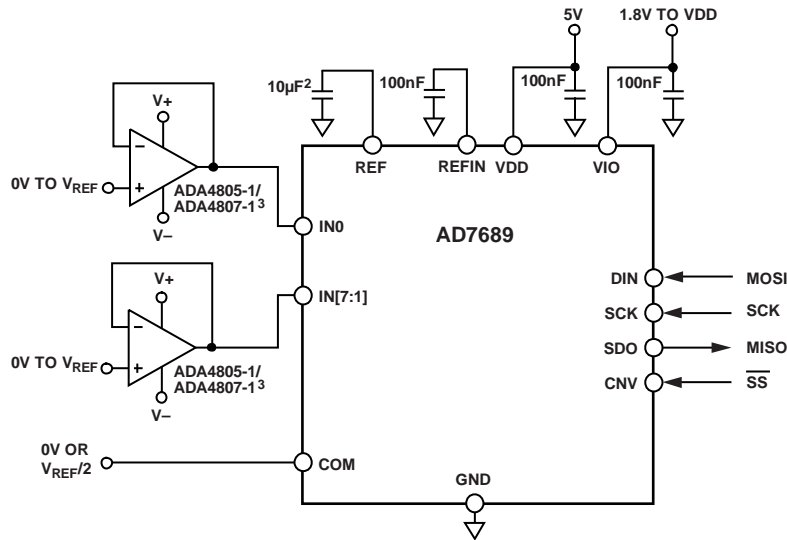 5V
1.8V TO VDD
10µF2
100nF
100nF
100nF
V+
−
0V TO VREF
+
ADA4805-1/
ADA4807-13
V−
REF
REFIN
VDD
VIO
IN0
AD7689
V+
IN[7:1]
−
0V TO VREF
+
ADA4805-1/
ADA4807-13
V−
DIN
MOSI
SCK
SCK
SDO
MISO
CNV
SS
0V OR
VREF/2
COM
GND